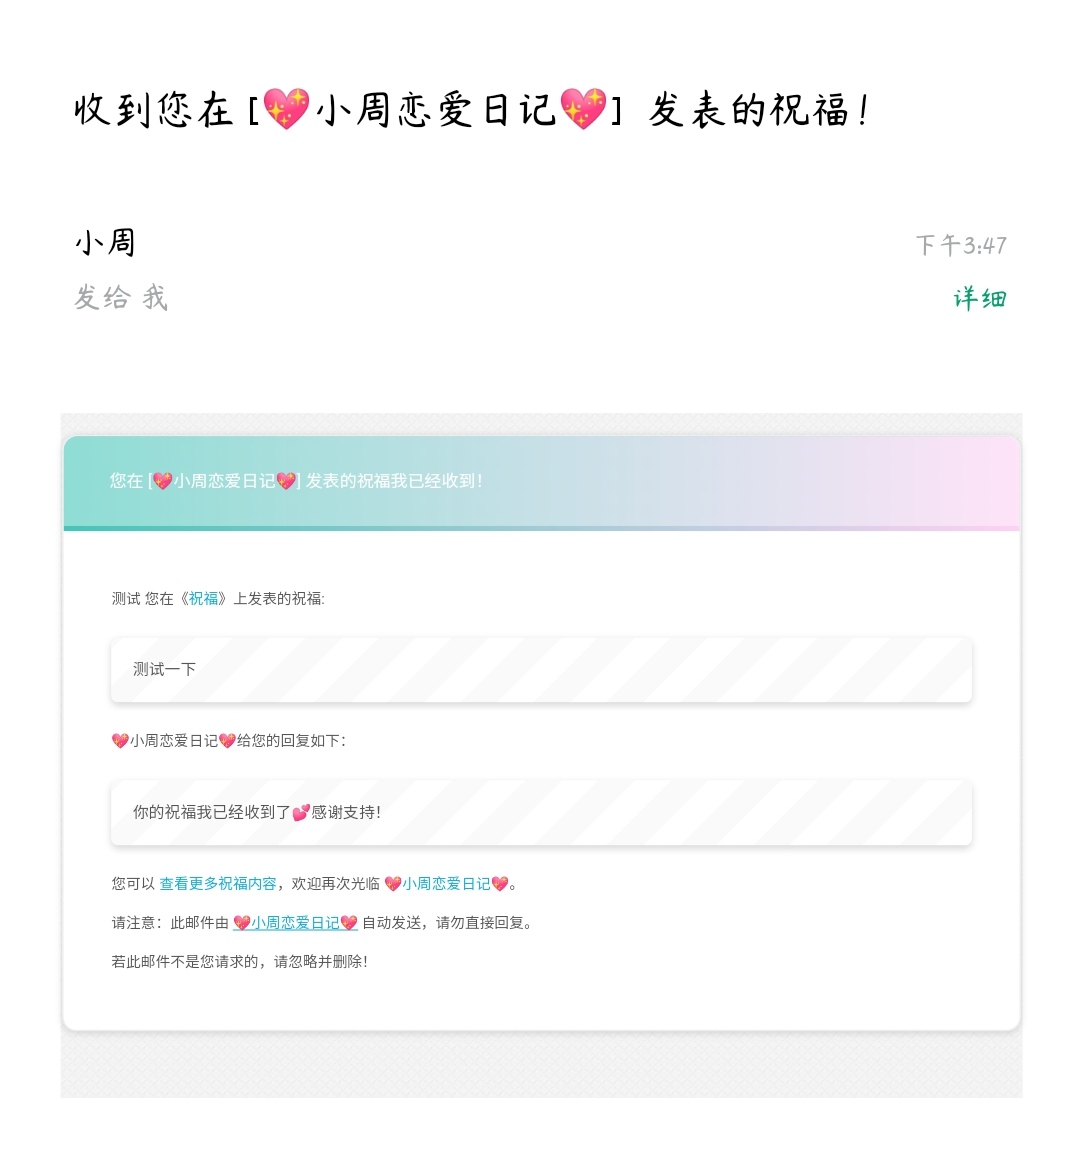 收到您在 [💖小周恋爱日记💖] 发表的祝福！
小周
下午3:47
发给 我
详细
您在 [💖小周恋爱日记💖] 发表的祝福我已经收到！
测试 您在《祝福》上发表的祝福:
测试一下
💖小周恋爱日记💖给您的回复如下：
你的祝福我已经收到了💕感谢支持！
您可以 查看更多祝福内容，欢迎再次光临 💖小周恋爱日记💖。
请注意：此邮件由 💖小周恋爱日记💖 自动发送，请勿直接回复。
若此邮件不是您请求的，请忽略并删除！